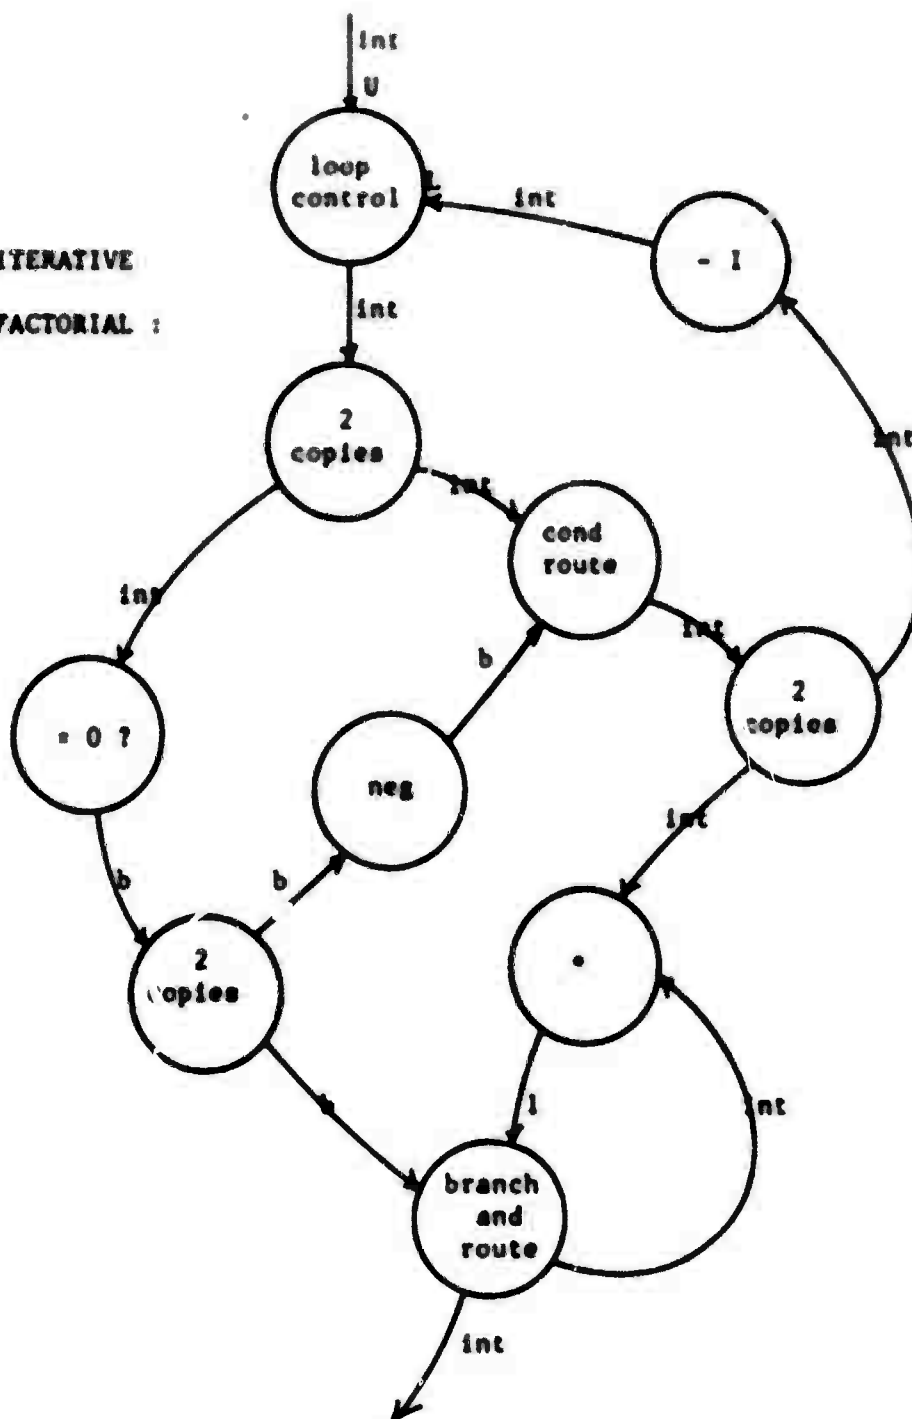 int
U
loop
control
L
int
- 1
ITERATIVE
FACTORIAL :
int
2
copies
int
int
cond
route
int
int
b
2
copies
= 0 ?
neg
int
b
b
2
copies
*
b
1
int
branch
and
route
int